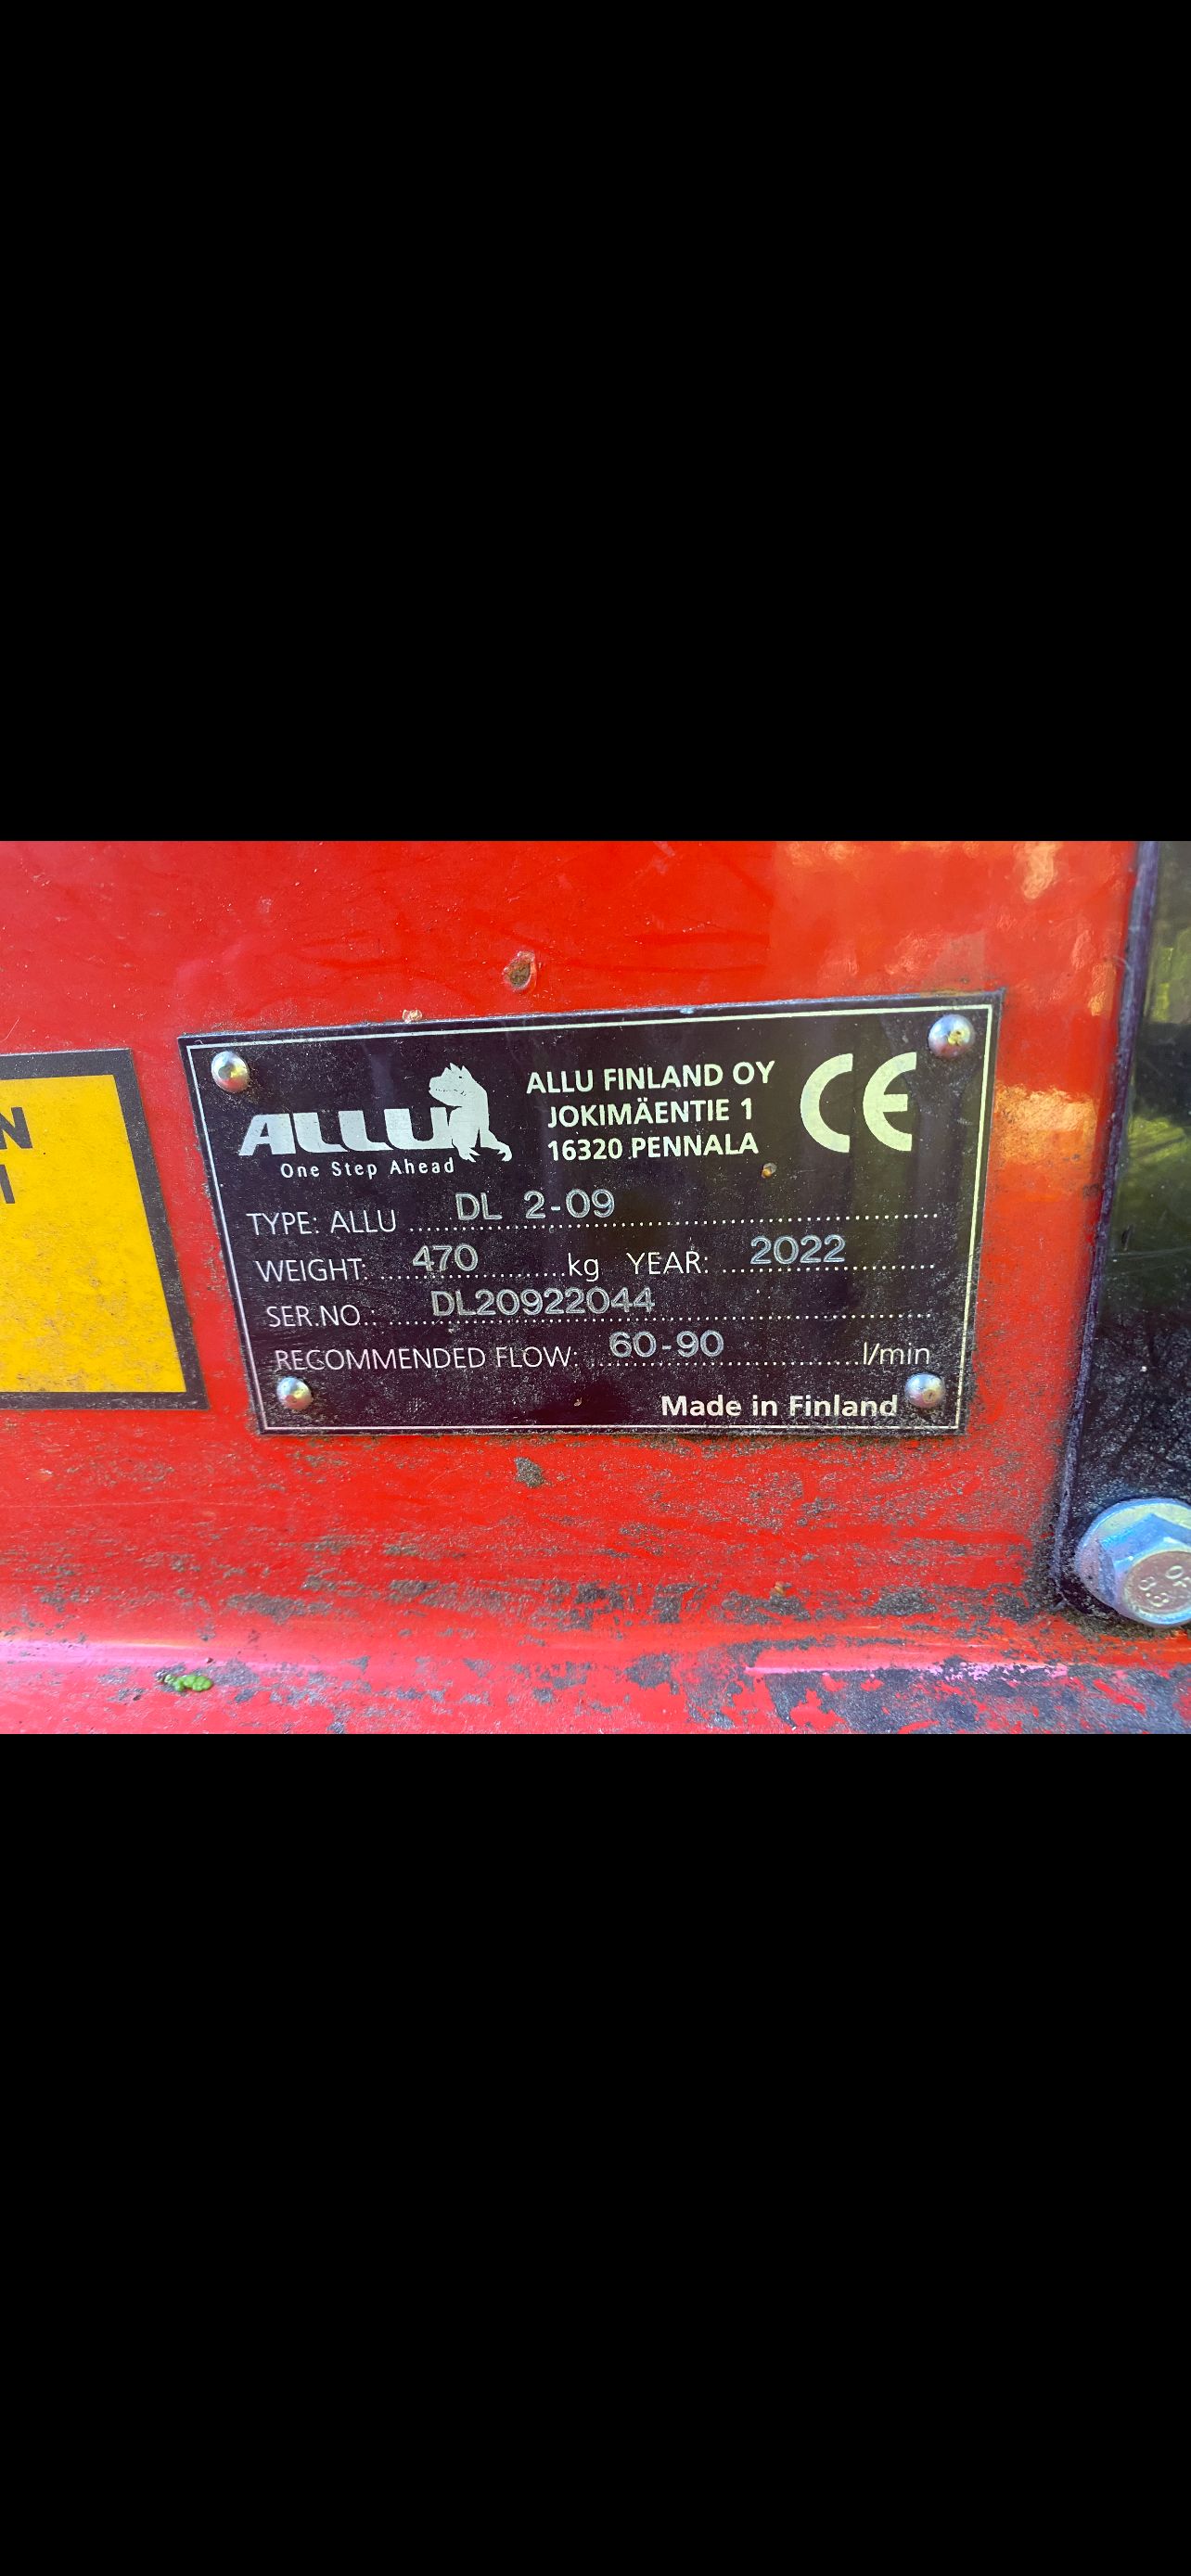 N
ALLU
One Step Ahead
ALLU FINLAND OY
JOKIMÄENTIE 1
16320 PENNALA
CE
TYPE: ALLU DL 2-09
WEIGHT: 470 kg YEAR: 2022
SER.NO.: DL20922044
RECOMMENDED FLOW: 60-90 l/min
Made in Finland